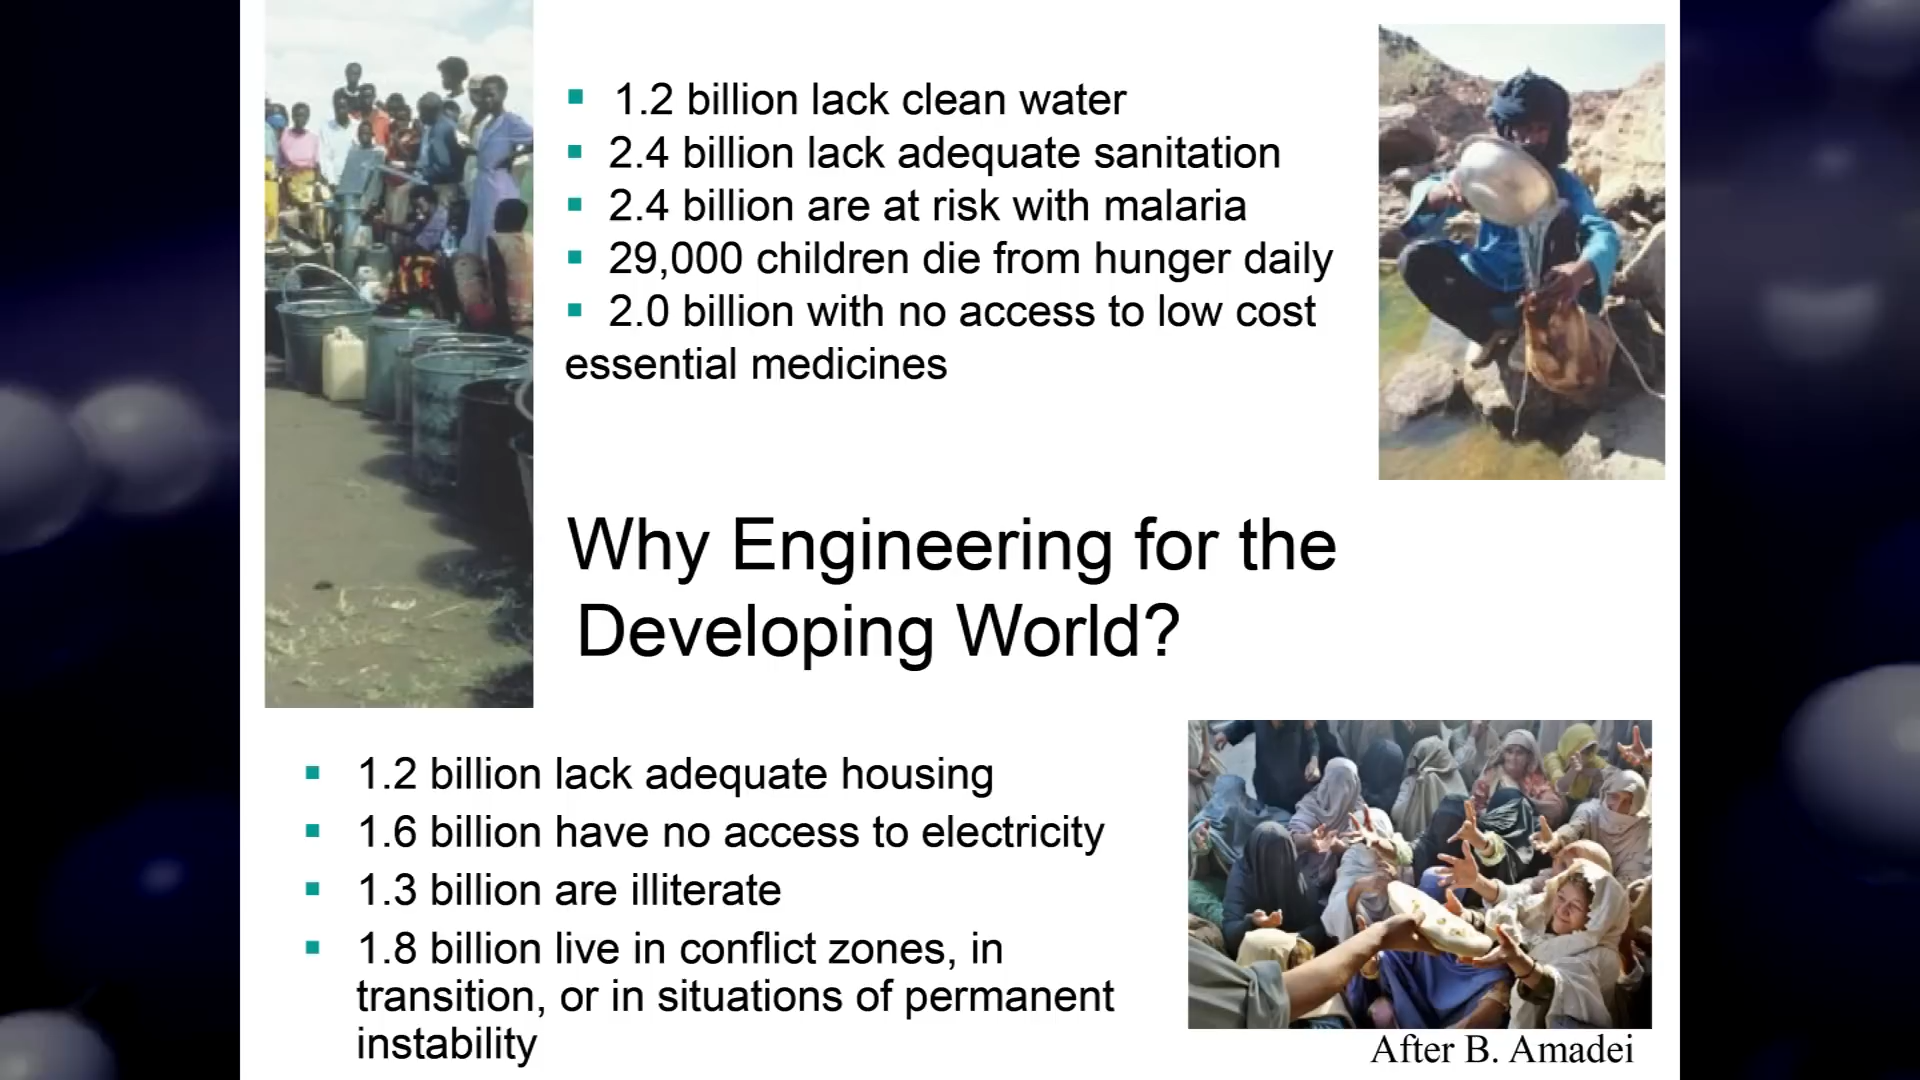 ▪ 1.2 billion lack clean water
▪ 2.4 billion lack adequate sanitation
▪ 2.4 billion are at risk with malaria
▪ 29,000 children die from hunger daily
▪ 2.0 billion with no access to low cost
essential medicines
Why Engineering for the
Developing World?
▪ 1.2 billion lack adequate housing
▪ 1.6 billion have no access to electricity
▪ 1.3 billion are illiterate
▪ 1.8 billion live in conflict zones, in
transition, or in situations of permanent
instability
After B. Amadei